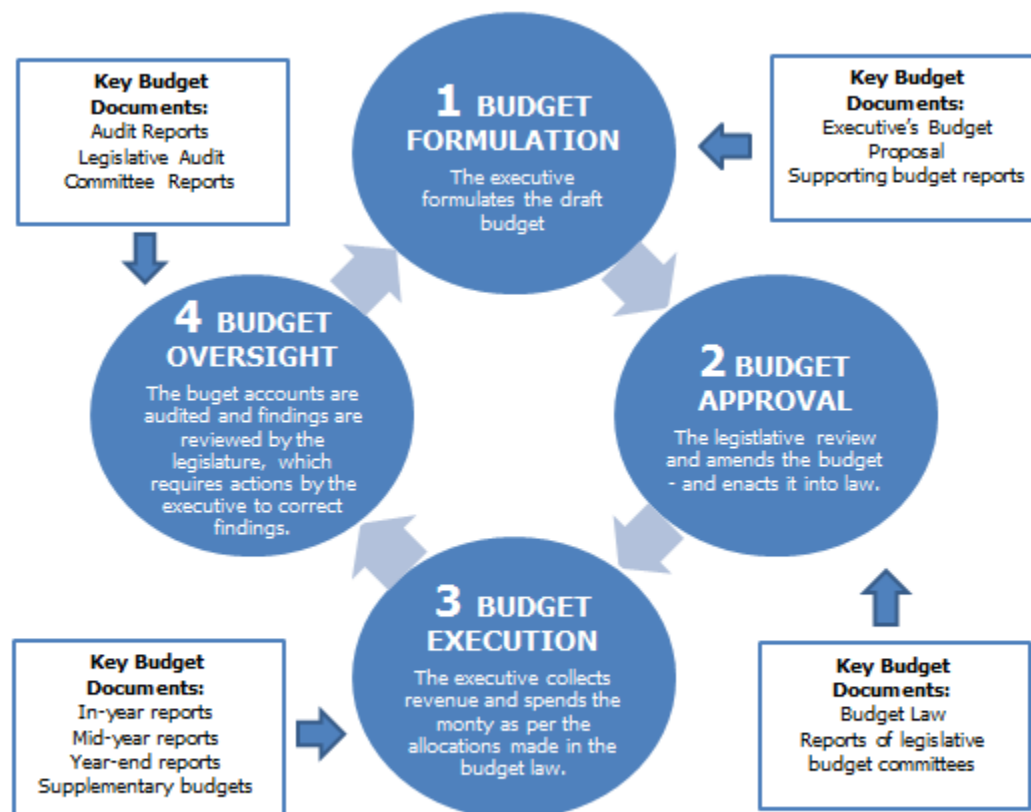 1 BUDGET
FORMULATION
The executive
formulates the draft
budget
Key Budget
Documents:
Executive's Budget
Proposal
Supporting budget reports
2 BUDGET
APPROVAL
The legistlative review
and amends the budget
- and enacts it into law.
Key Budget
Documents:
Budget Law
Reports of legislative
budget committees
3 BUDGET
EXECUTION
The executive collects
revenue and spends the
monty as per the
allocations made in the
budget law.
Key Budget
Documents:
In-year reports
Mid-year reports
Year-end reports
Supplementary budgets
4 BUDGET
OVERSIGHT
The buget accounts are
audited and findings are
reviewed by the
legislature, which
requires actions by the
executive to correct
findings.
Key Budget
Documents:
Audit Reports
Legislative Audit
Committee Reports